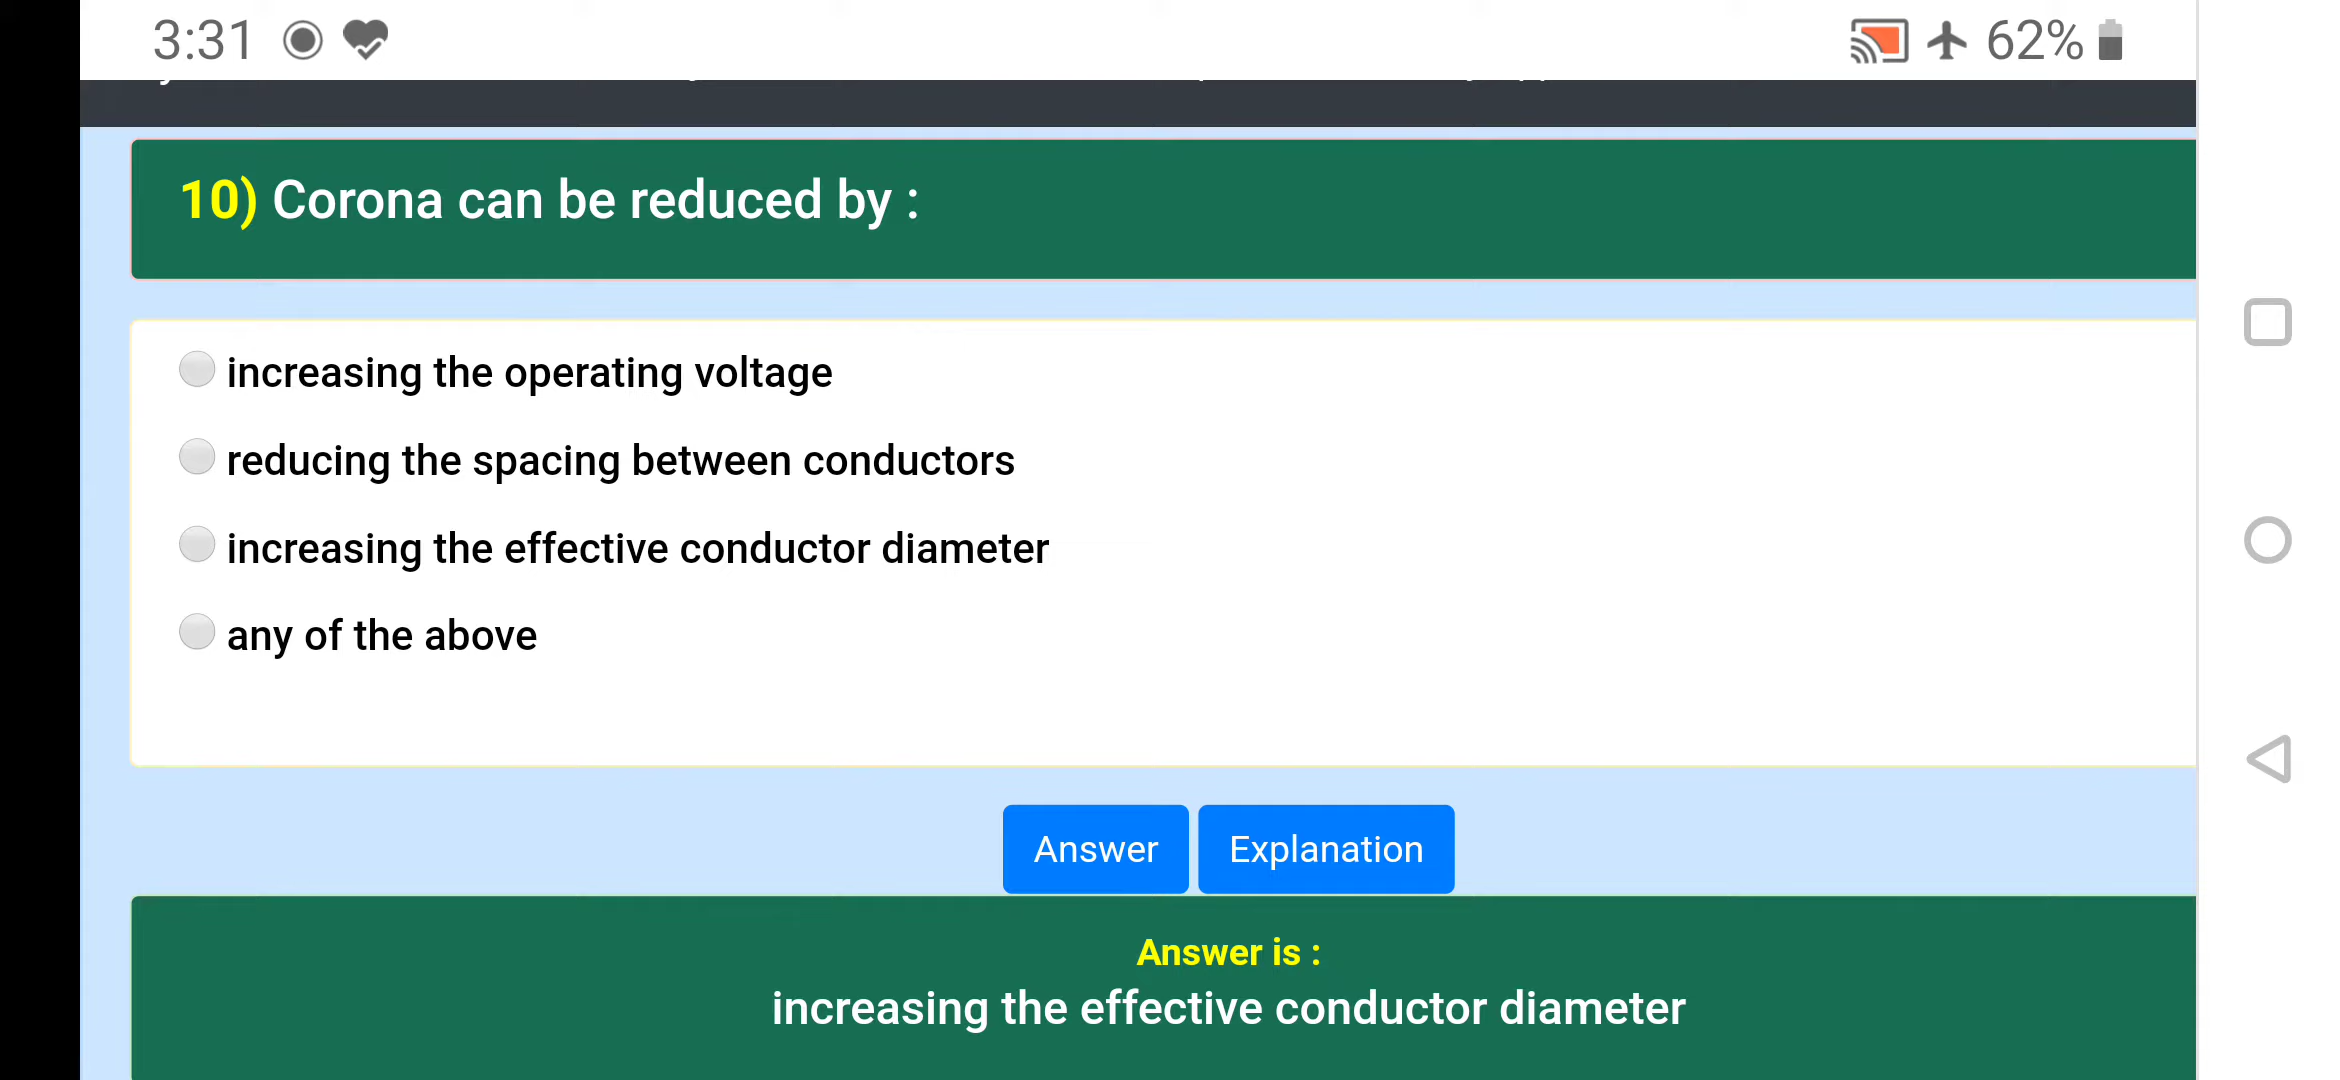 3:31
62%
10) Corona can be reduced by :
increasing the operating voltage
reducing the spacing between conductors
increasing the effective conductor diameter
any of the above
Answer Explanation
Answer is :
increasing the effective conductor diameter